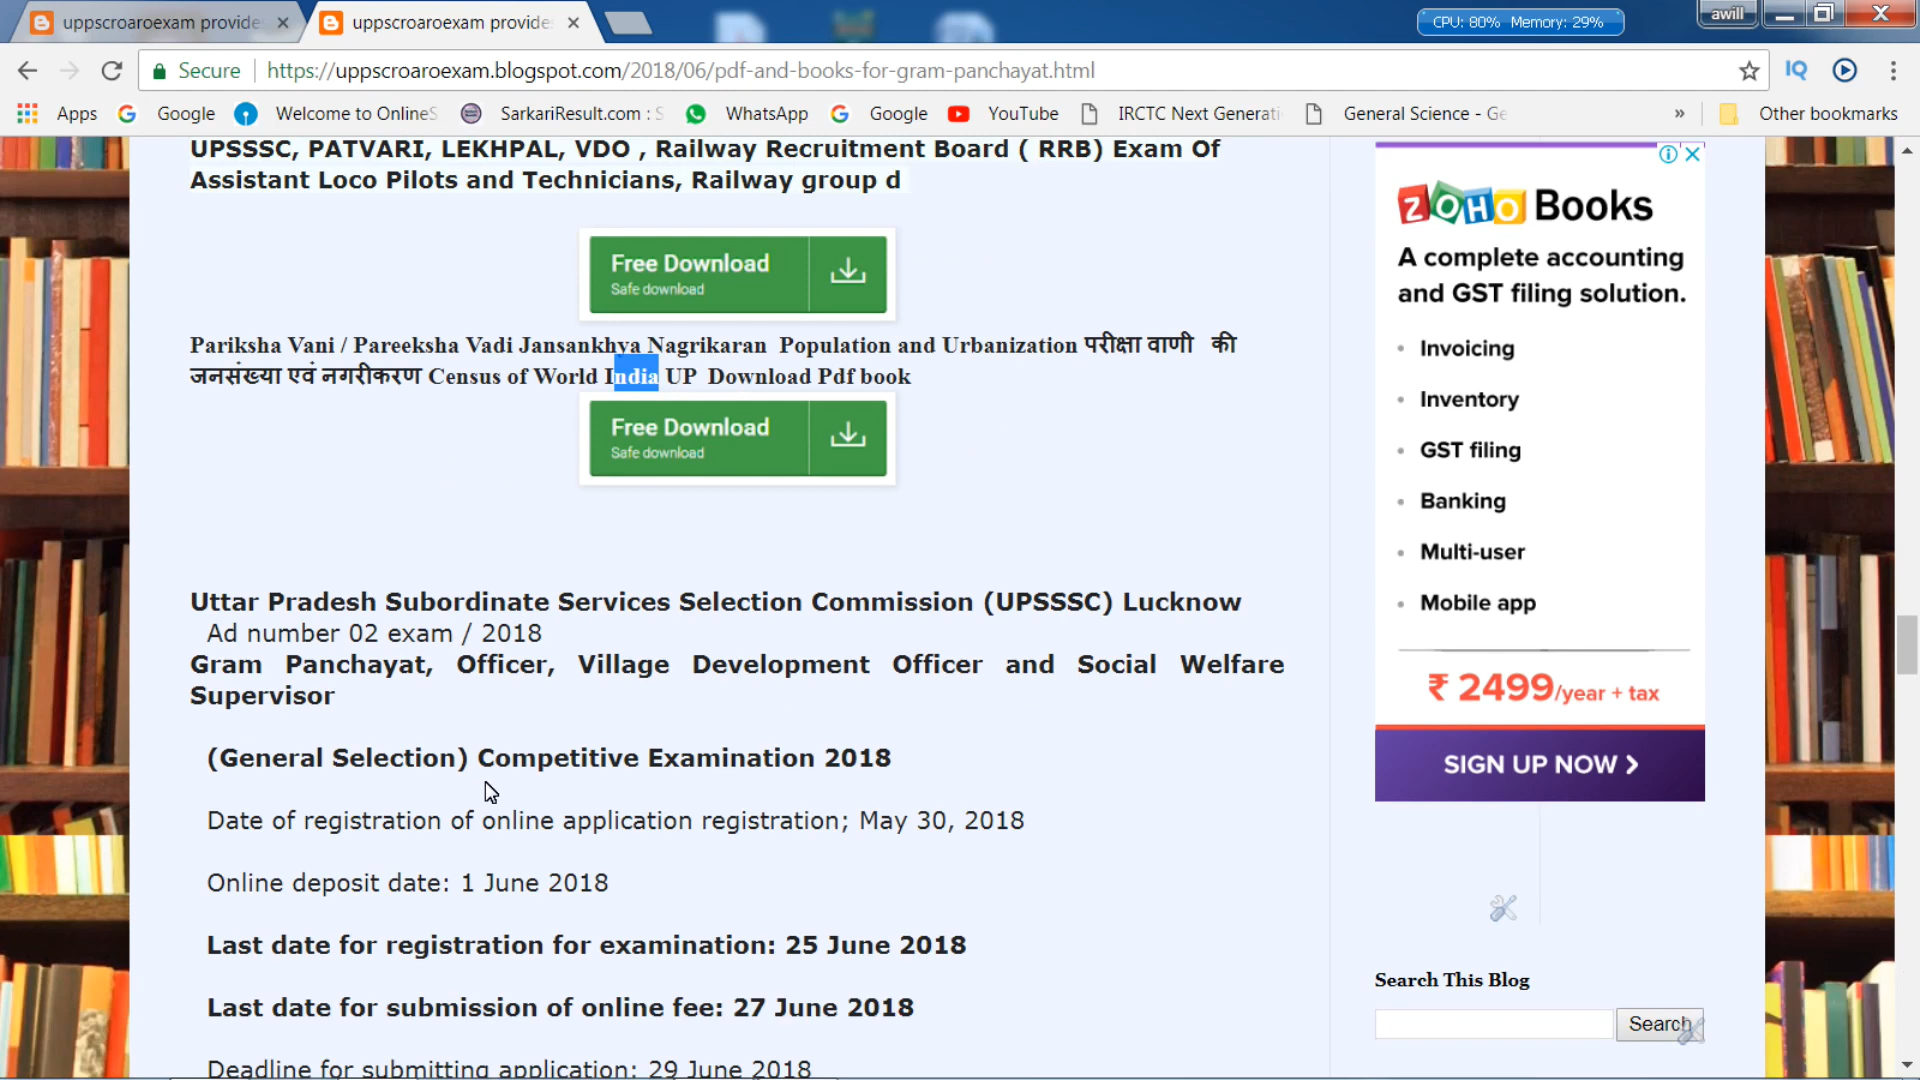 uppscroaroexam provide
uppscroaroexam provide
CPU: 80% Memory: 29%
awill
Secure
https://uppscroaroexam.blogspot.com/2018/06/pdf-and-books-for-gram-panchayat.html
IQ
Apps
Google
Welcome to OnlineS
SarkariResult.com : S
WhatsApp
Google
YouTube
IRCTC Next Generati
General Science - Ge
»
Other bookmarks
UPSSSC, PATVARI, LEKHPAL, VDO , Railway Recruitment Board ( RRB) Exam Of
Assistant Loco Pilots and Technicians, Railway group d
Free Download
Safe download
Pariksha Vani / Pareeksha Vadi Jansankhya Nagrikaran Population and Urbanization परीक्षा वाणी की
जनसंख्या एवं नगरीकरण Census of World India UP Download Pdf book
Free Download
Safe download
Uttar Pradesh Subordinate Services Selection Commission (UPSSSC) Lucknow
Ad number 02 exam / 2018
Gram Panchayat, Officer, Village Development Officer and Social Welfare
Supervisor
(General Selection) Competitive Examination 2018
Date of registration of online application registration; May 30, 2018
Online deposit date: 1 June 2018
Last date for registration for examination: 25 June 2018
Last date for submission of online fee: 27 June 2018
Deadline for submitting application: 29 June 2018
ZOHO Books
A complete accounting
and GST filing solution.
• Invoicing
• Inventory
• GST filing
• Banking
• Multi-user
• Mobile app
₹ 2499/year + tax
SIGN UP NOW
Search This Blog
Search